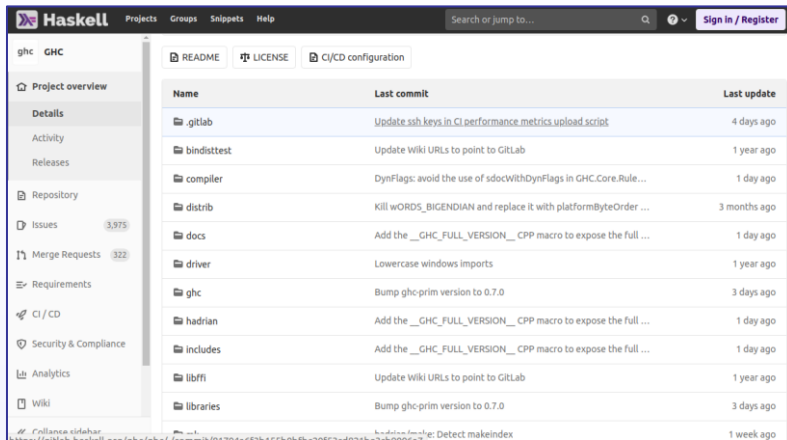 Haskell Projects Groups Snippets Help Search or jump to... Sign in / Register
ghc GHC
README LICENSE CI/CD configuration
Project overview
Details
Activity
Releases
Repository
Issues 3,975
Merge Requests 322
Requirements
CI / CD
Security & Compliance
Analytics
Wiki
Collapse sidebar
Name Last commit Last update
.gitlab Update ssh keys in CI performance metrics upload script 4 days ago
bindisttest Update Wiki URLs to point to GitLab 1 year ago
compiler DynFlags: avoid the use of sdocWithDynFlags in GHC.Core.Rule... 1 day ago
distrib Kill wORDS_BIGENDIAN and replace it with platformByteOrder ... 3 months ago
docs Add the __GHC_FULL_VERSION__ CPP macro to expose the full ... 1 day ago
driver Lowercase windows imports 1 year ago
ghc Bump ghc-prim version to 0.7.0 3 days ago
hadrian Add the __GHC_FULL_VERSION__ CPP macro to expose the full ... 1 day ago
includes Add the __GHC_FULL_VERSION__ CPP macro to expose the full ... 1 day ago
libffi Update Wiki URLs to point to GitLab 1 year ago
libraries Bump ghc-prim version to 0.7.0 3 days ago
Detect makeindex 1 week ago